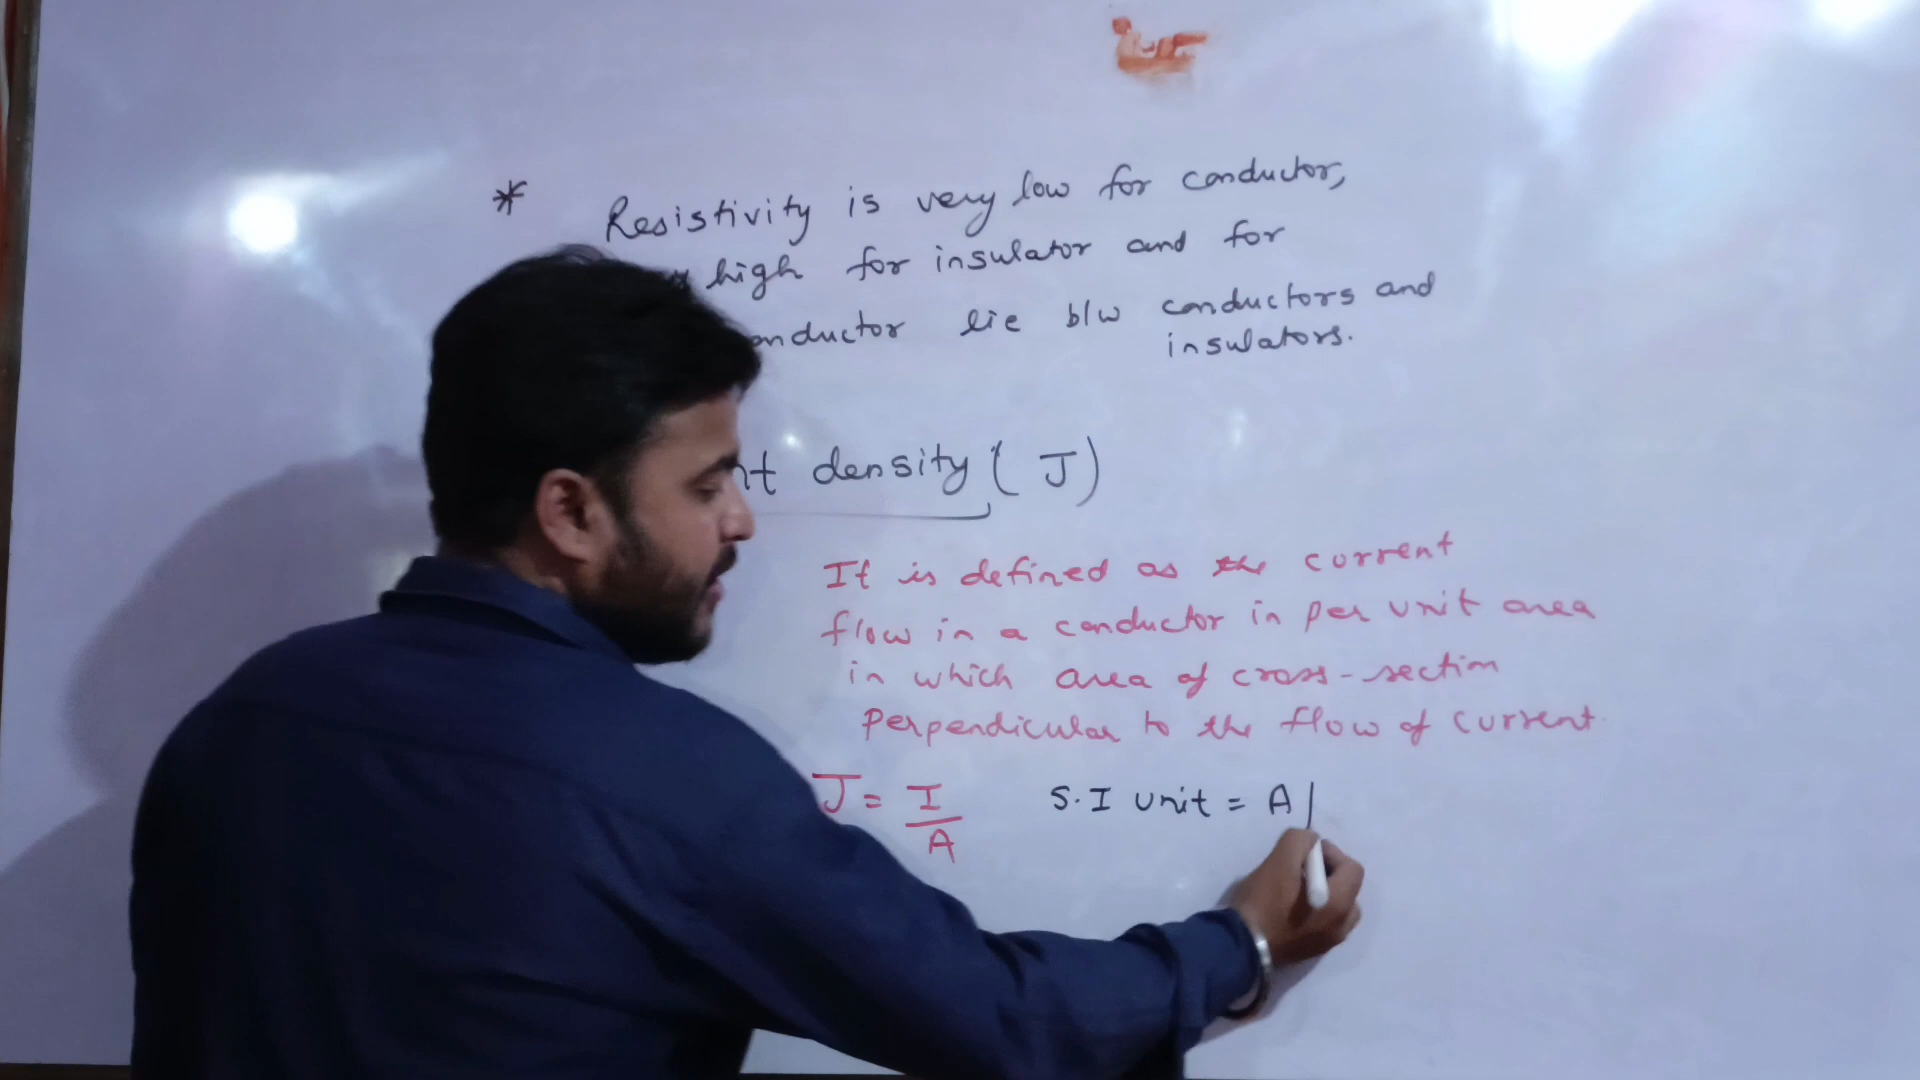 * Resistivity is very low for conductor,
high for insulator and for
onductor lie b/w conductors and
insulators.
nt density ( J )
It is defined as the current
flow in a conductor in per unit area
in which area of cross-section
perpendicular to the flow of current.
J = I
A
S.I unit = A/